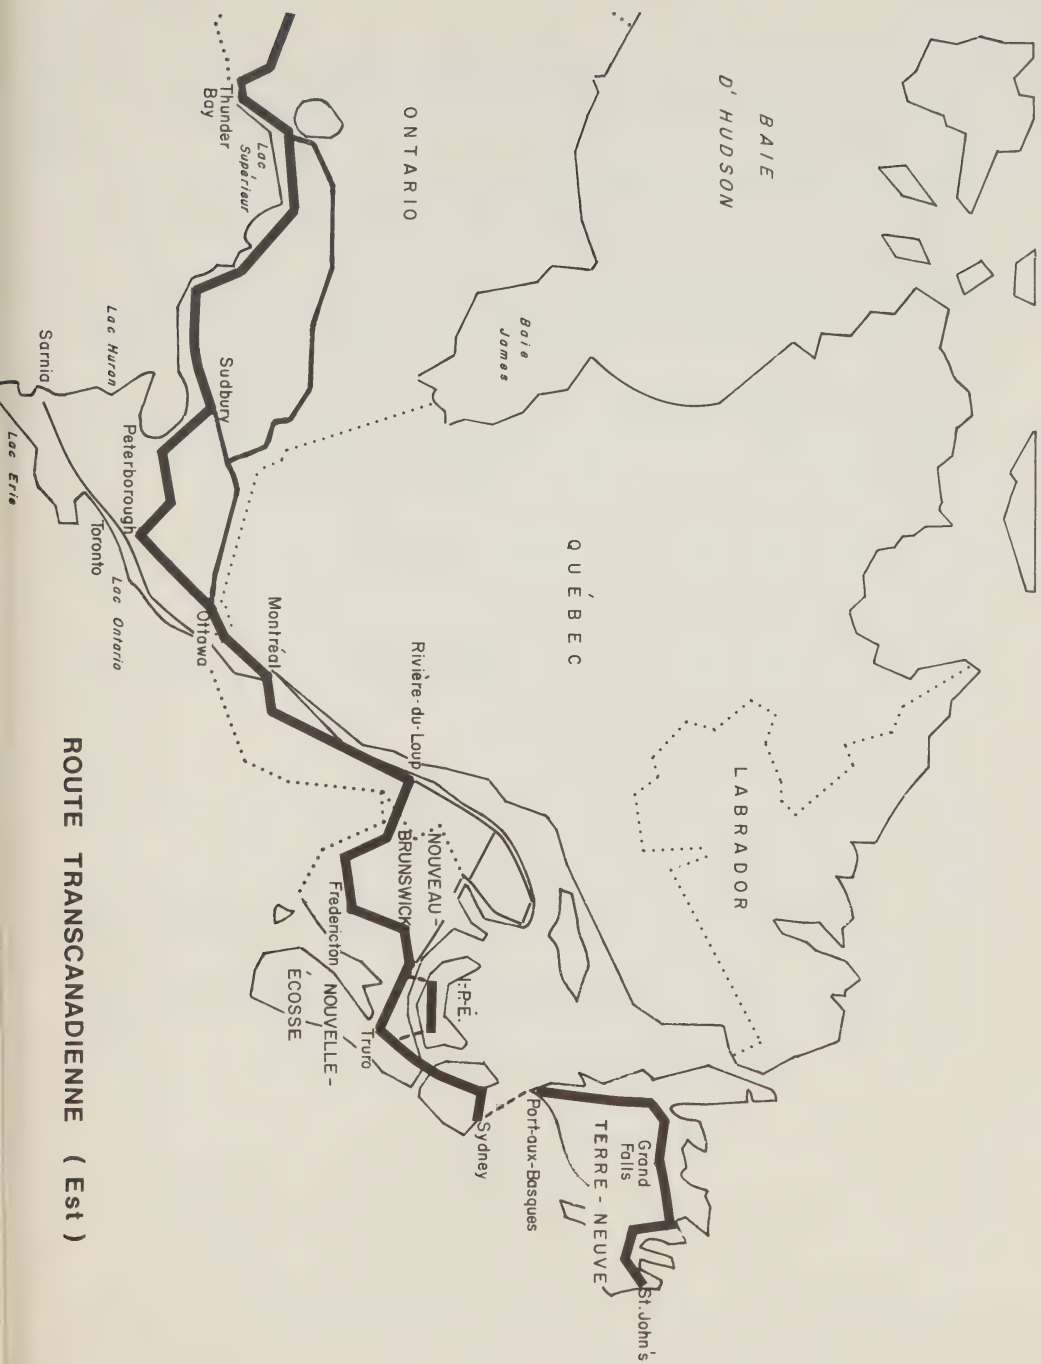 BAIE
D'HUDSON
ONTARIO
Baie
James
Thunder
Bay
Lac
Supérieur
Lac Huron
Sarnia
Sudbury
Peterborough
Lac Erie
Toronto
Lac Ontario
Ottawa
Montréal
QUÉBEC
Rivière-du-Loup
LABRADOR
NOUVEAU-
BRUNSWICK
Fredericton
I.-P.-É.
NOUVELLE-
ÉCOSSE
Truro
Sydney
Port-aux-Basques
Grand
Falls
TERRE-NEUVE
St. John's
ROUTE TRANSCANADIENNE (Est)